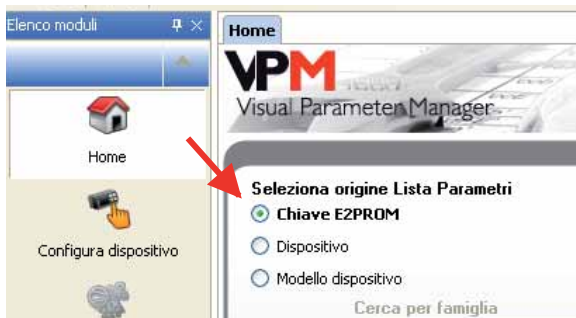 Elenco moduli
Home
Configura dispositivo
Home
VPM
Visual Parameter Manager
Seleziona origine Lista Parametri
Chiave E2PROM
Dispositivo
Modello dispositivo
Cerca per famiglia